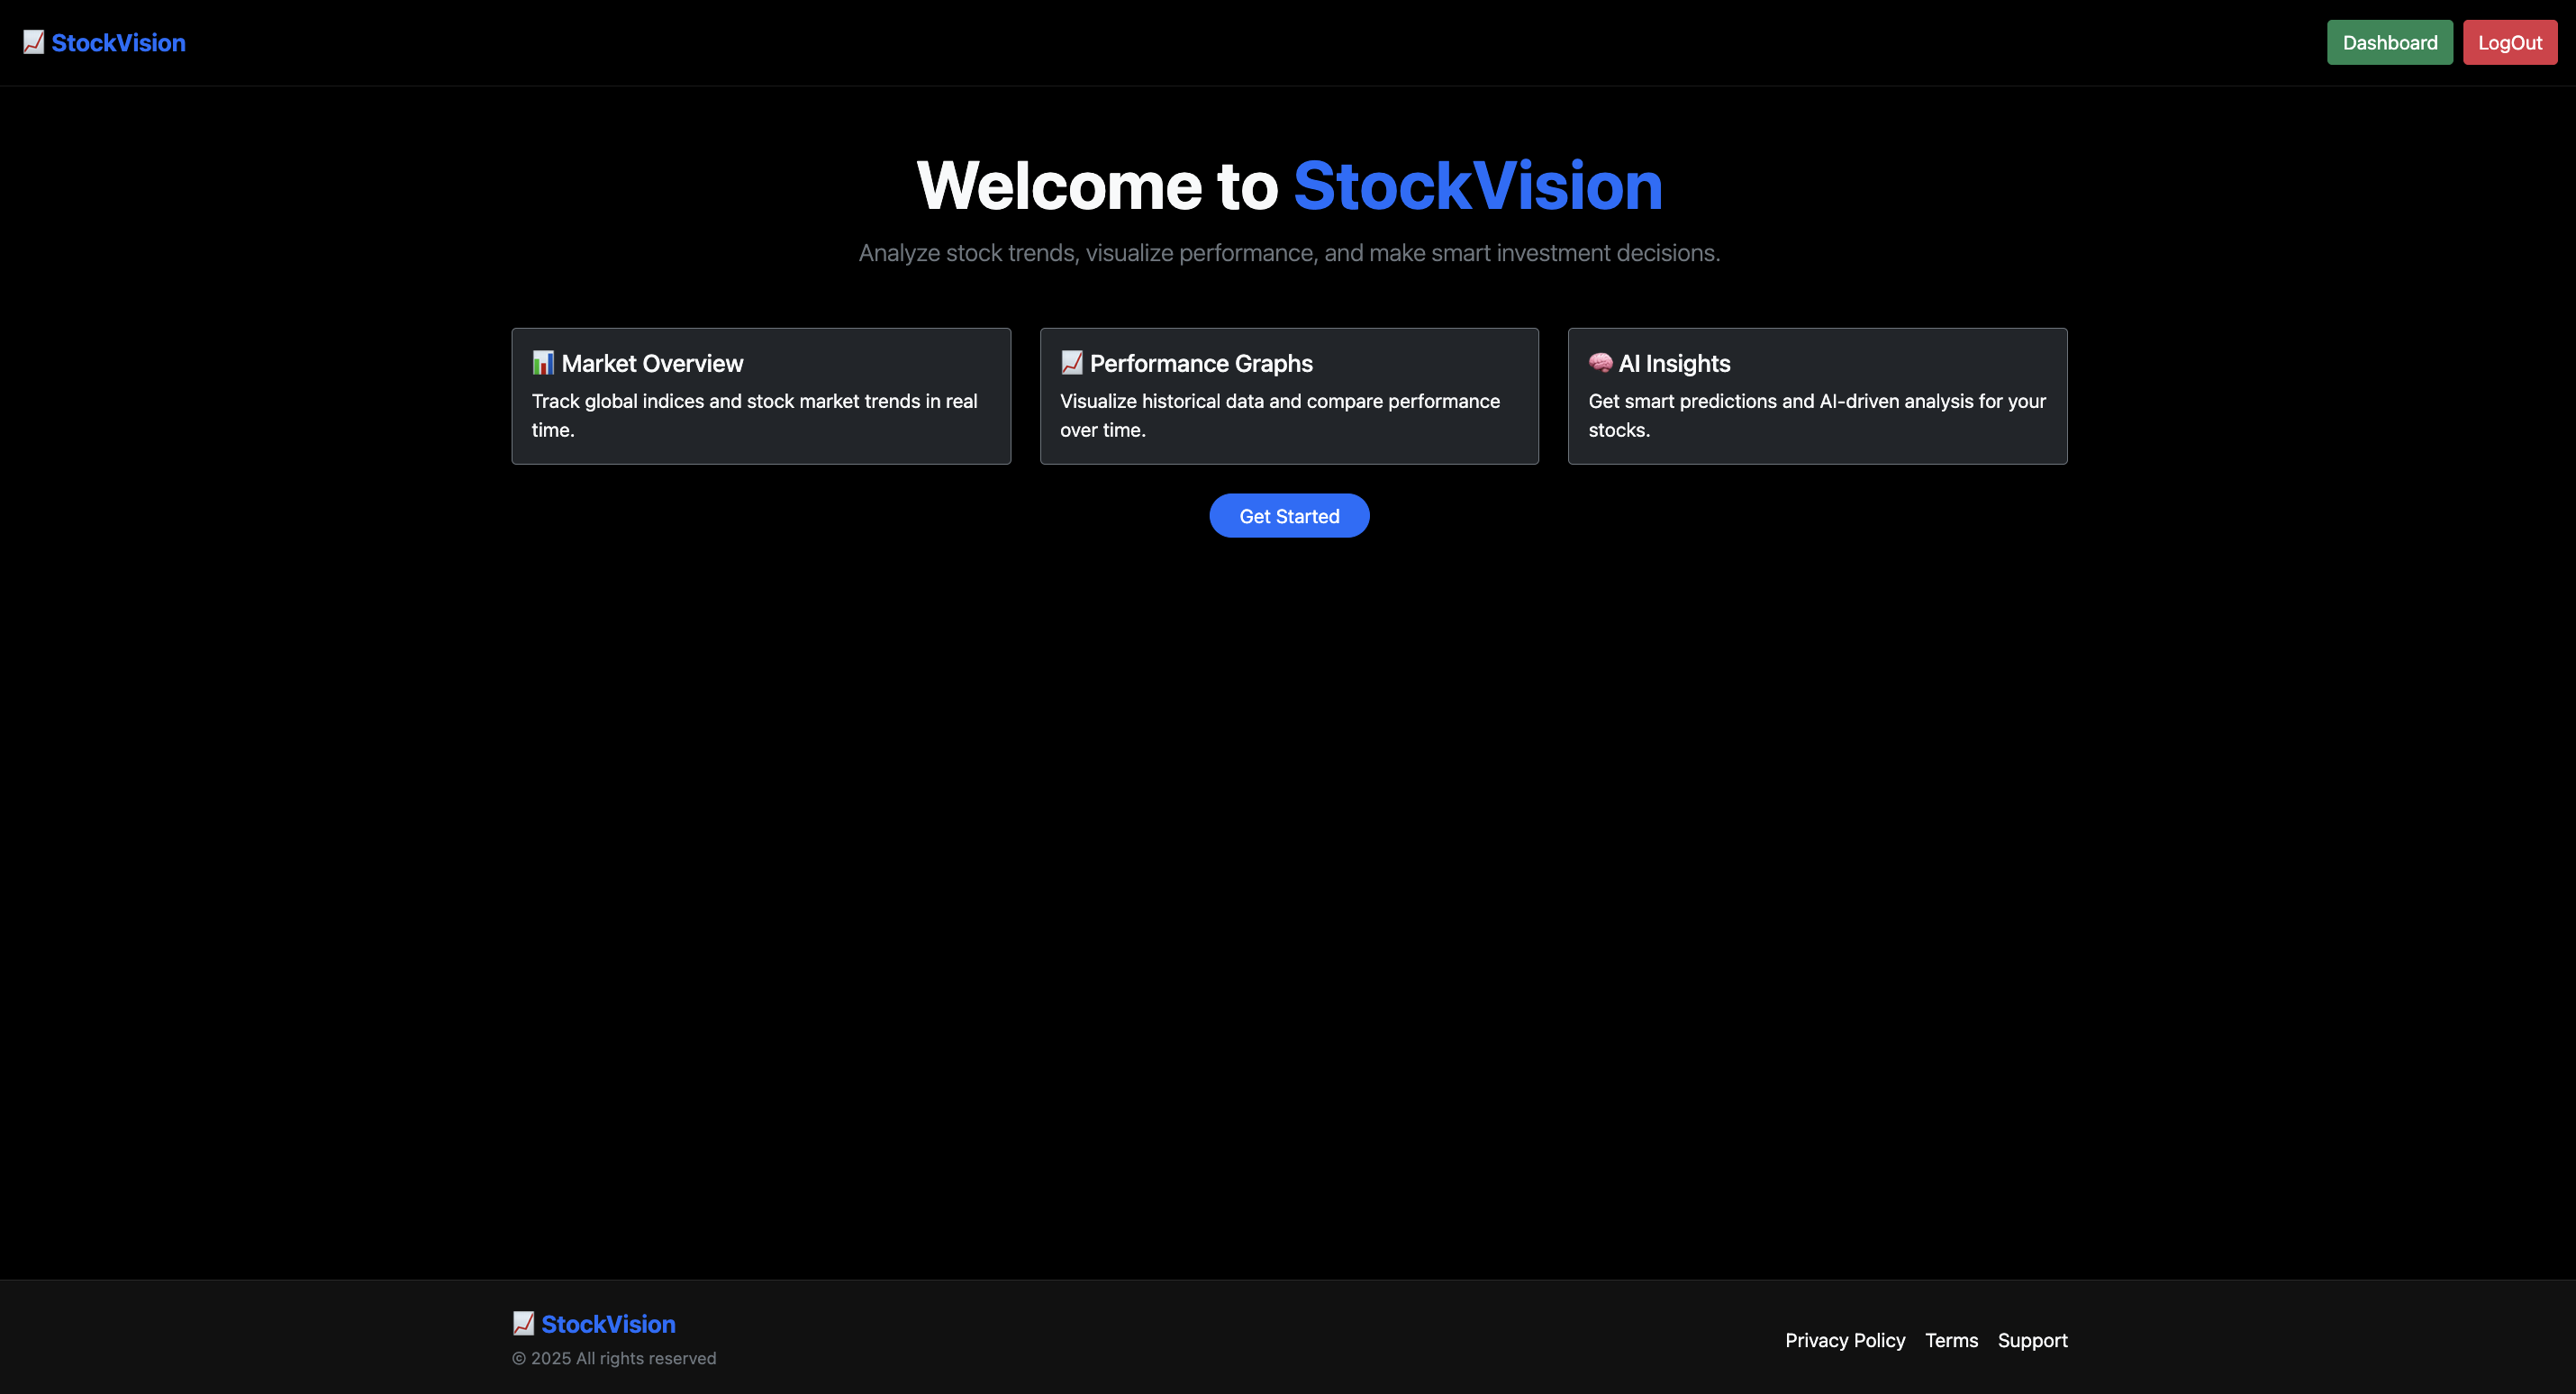 StockVision
Dashboard
LogOut
Welcome to StockVision
Analyze stock trends, visualize performance, and make smart investment decisions.
Market Overview
Track global indices and stock market trends in real
time.
Performance Graphs
Visualize historical data and compare performance
over time.
AI Insights
Get smart predictions and AI-driven analysis for your
stocks.
Get Started
StockVision
© 2025 All rights reserved
Privacy Policy
Terms
Support